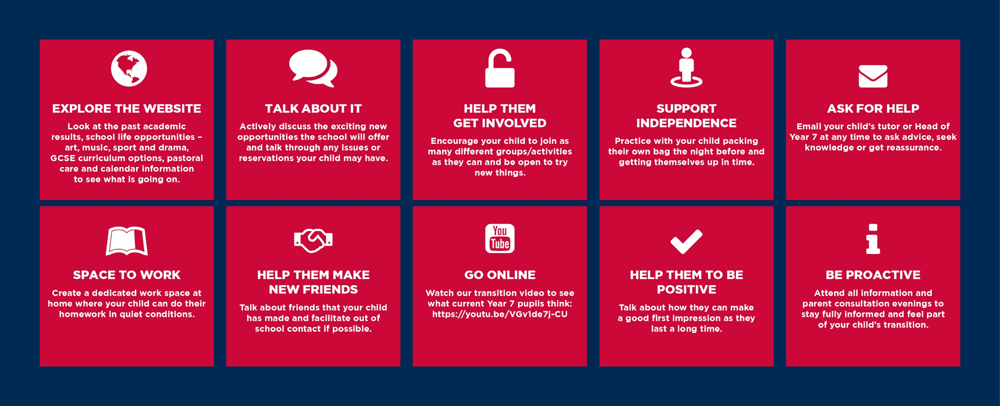 EXPLORE THE WEBSITE
Look at the past academic
results, school life opportunities –
art, music, sport and drama,
GCSE curriculum options, pastoral
care and calendar information
to see what is going on.
TALK ABOUT IT
Actively discuss the exciting new
opportunities the school will offer
and talk through any issues or
reservations your child may have.
HELP THEM
GET INVOLVED
Encourage your child to join as
many different groups/activities
as they can and be open to try
new things.
SUPPORT
INDEPENDENCE
Practice with your child packing
their own bag the night before and
getting themselves up in time.
ASK FOR HELP
Email your child’s tutor or Head of
Year 7 at any time to ask advice, seek
knowledge or get reassurance.
SPACE TO WORK
Create a dedicated work space at
home where your child can do their
homework in quiet conditions.
HELP THEM MAKE
NEW FRIENDS
Talk about friends that your child
has made and facilitate out of
school contact if possible.
You
Tube
GO ONLINE
Watch our transition video to see
what current Year 7 pupils think:
https://youtu.be/VGv1de7j-CU
HELP THEM TO BE
POSITIVE
Talk about how they can make
a good first impression as they
last a long time.
BE PROACTIVE
Attend all information and
parent consultation evenings to
stay fully informed and feel part
of your child’s transition.